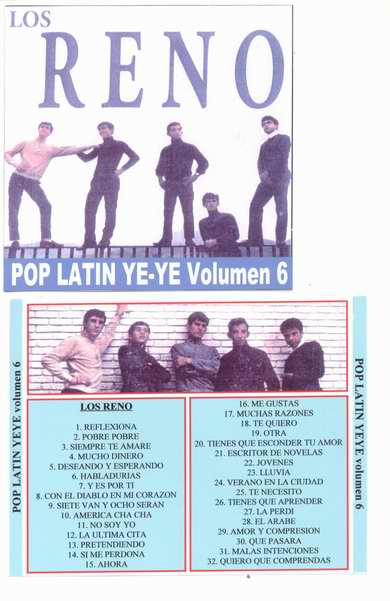 LOS
RENO
POP LATIN YE-YE Volumen 6
POP LATIN YEYE volumen 6
LOS RENO
1. REFLEXIONA
2. POBRE POBRE
3. SIEMPRE TE AMARE
4. MUCHO DINERO
5. DESEANDO Y ESPERANDO
6. HABLADURIAS
7. Y ES POR TI
8. CON EL DIABLO EN MI CORAZON
9. SIETE VAN Y OCHO SERAN
10. AMERICA CHA CHA
11. NO SOY YO
12. LA ULTIMA CITA
13. PRETENDIENDO
14. SI ME PERDONA
15. AHORA
16. ME GUSTAS
17. MUCHAS RAZONES
18. TE QUIERO
19. OTRA
20. TIENES QUE ESCONDER TU AMOR
21. ESCRITOR DE NOVELAS
22. JOVENES
23. LLUVIA
24. VERANO EN LA CIUDAD
25. TE NECESITO
26. TIENES QUE APRENDER
27. LA PERDI
28. EL ARABE
29. AMOR Y COMPRESION
30. QUE PASARA
31. MALAS INTENCIONES
32. QUIERO QUE COMPRENDAS
POP LATIN YEYE volumen 6